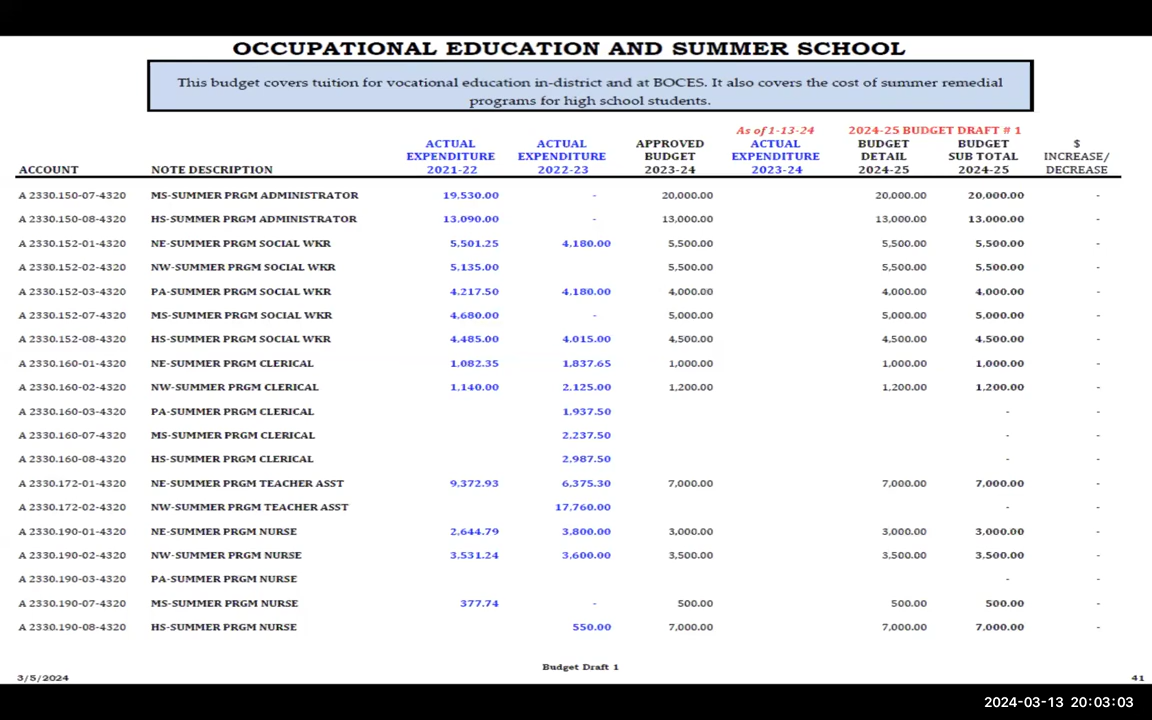 OCCUPATIONAL EDUCATION AND SUMMER SCHOOL
This budget covers tuition for vocational education in-district and at BOCES. It also covers the cost of summer remedial
programs for high school students.
As of 1-13-24 2024-25 BUDGET DRAFT # 1
ACTUAL ACTUAL APPROVED ACTUAL BUDGET BUDGET $
EXPENDITURE EXPENDITURE BUDGET EXPENDITURE DETAIL SUB TOTAL INCREASE/
ACCOUNT NOTE DESCRIPTION 2021-22 2022-23 2023-24 2023-24 2024-25 2024-25 DECREASE
A 2330.150-07-4320 MS-SUMMER PRGM ADMINISTRATOR 19,530.00 - 20,000.00 20,000.00 20,000.00 -
A 2330.150-08-4320 HS-SUMMER PRGM ADMINISTRATOR 13,090.00 - 13,000.00 13,000.00 13,000.00 -
A 2330.152-01-4320 NE-SUMMER PRGM SOCIAL WKR 5,501.25 4,180.00 5,500.00 5,500.00 5,500.00 -
A 2330.152-02-4320 NW-SUMMER PRGM SOCIAL WKR 5,135.00 5,500.00 5,500.00 5,500.00 -
A 2330.152-03-4320 PA-SUMMER PRGM SOCIAL WKR 4,217.50 4,180.00 4,000.00 4,000.00 4,000.00 -
A 2330.152-07-4320 MS-SUMMER PRGM SOCIAL WKR 4,680.00 - 5,000.00 5,000.00 5,000.00 -
A 2330.152-08-4320 HS-SUMMER PRGM SOCIAL WKR 4,485.00 4,015.00 4,500.00 4,500.00 4,500.00 -
A 2330.160-01-4320 NE-SUMMER PRGM CLERICAL 1,082.35 1,837.65 1,000.00 1,000.00 1,000.00 -
A 2330.160-02-4320 NW-SUMMER PRGM CLERICAL 1,140.00 2,125.00 1,200.00 1,200.00 1,200.00 -
A 2330.160-03-4320 PA-SUMMER PRGM CLERICAL 1,937.50 - -
A 2330.160-07-4320 MS-SUMMER PRGM CLERICAL 2,237.50 - -
A 2330.160-08-4320 HS-SUMMER PRGM CLERICAL 2,987.50 - -
A 2330.172-01-4320 NE-SUMMER PRGM TEACHER ASST 9,372.93 6,375.30 7,000.00 7,000.00 7,000.00 -
A 2330.172-02-4320 NW-SUMMER PRGM TEACHER ASST 17,760.00 - -
A 2330.190-01-4320 NE-SUMMER PRGM NURSE 2,644.79 3,800.00 3,000.00 3,000.00 3,000.00 -
A 2330.190-02-4320 NW-SUMMER PRGM NURSE 3,531.24 3,600.00 3,500.00 3,500.00 3,500.00 -
A 2330.190-03-4320 PA-SUMMER PRGM NURSE - -
A 2330.190-07-4320 MS-SUMMER PRGM NURSE 377.74 - 500.00 500.00 500.00 -
A 2330.190-08-4320 HS-SUMMER PRGM NURSE 550.00 7,000.00 7,000.00 7,000.00 -
Budget Draft 1
3/5/2024 41
2024-03-13 20:03:03